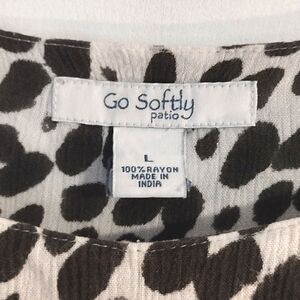 Go Softly
patio
L
100% RAYON
MADE IN
INDIA